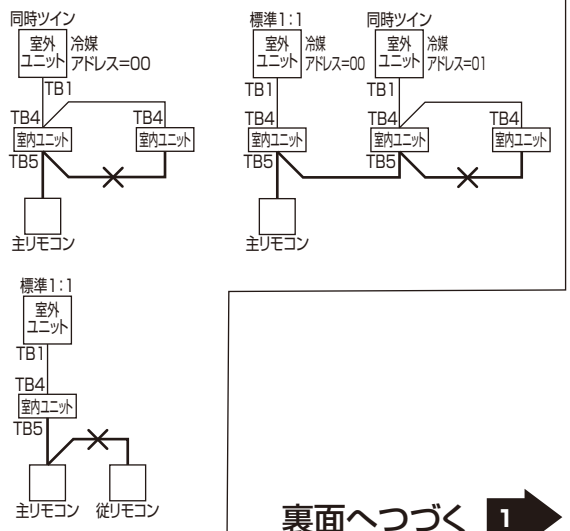 同時ツイン
室外
ユニット
冷媒
アドレス=00
TB1
TB4
TB4
室内ユニット
室内ユニット
TB5
主リモコン
標準1:1
同時ツイン
室外
ユニット
冷媒
アドレス=00
室外
ユニット
冷媒
アドレス=01
TB1
TB1
TB4
TB4
TB4
室内ユニット
室内ユニット
室内ユニット
TB5
TB5
主リモコン
標準1:1
室外
ユニット
TB1
TB4
室内ユニット
TB5
主リモコン
従リモコン
裏面へつづく
1